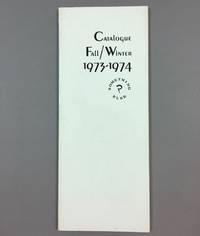 Catalogue
Fall/Winter
1973-1974
SOMETHING
?
ELSE